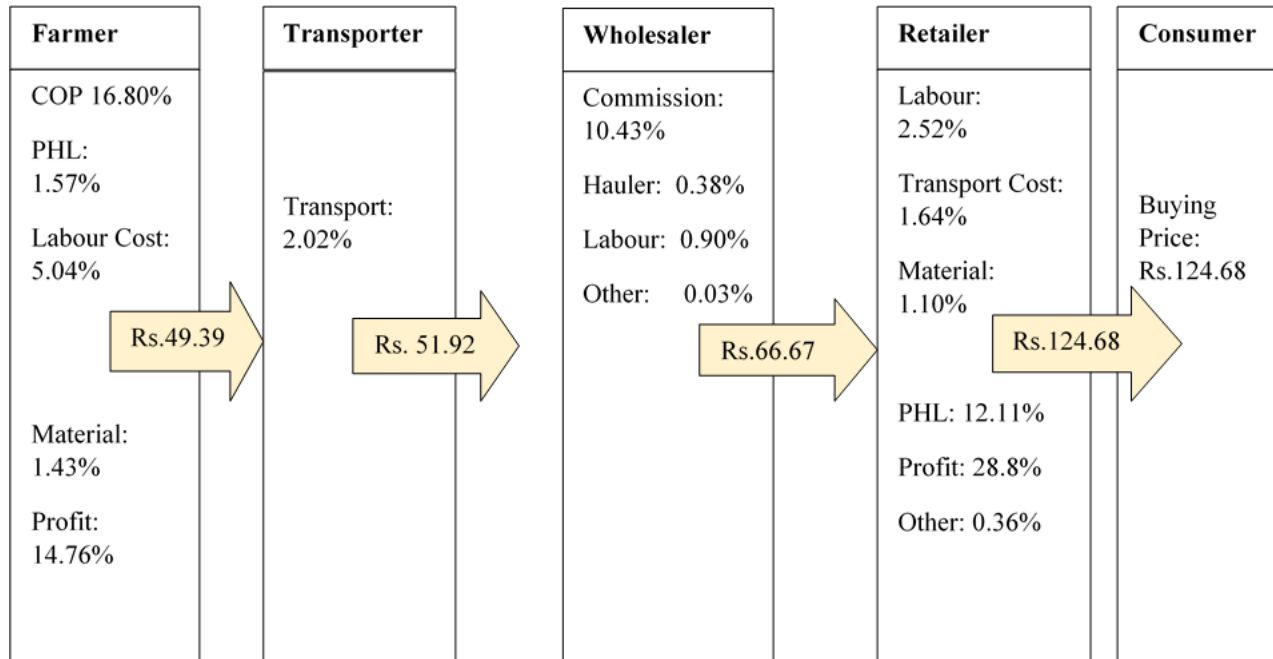 Farmer
COP 16.80%
PHL:
1.57%
Labour Cost:
5.04%
Rs.49.39
Material:
1.43%
Profit:
14.76%
Transporter
Transport:
2.02%
Rs. 51.92
Wholesaler
Commission:
10.43%
Hauler: 0.38%
Labour: 0.90%
Other: 0.03%
Rs.66.67
Retailer
Labour:
2.52%
Transport Cost:
1.64%
Material:
1.10%
Rs.124.68
PHL: 12.11%
Profit: 28.8%
Other: 0.36%
Consumer
Buying
Price:
Rs.124.68